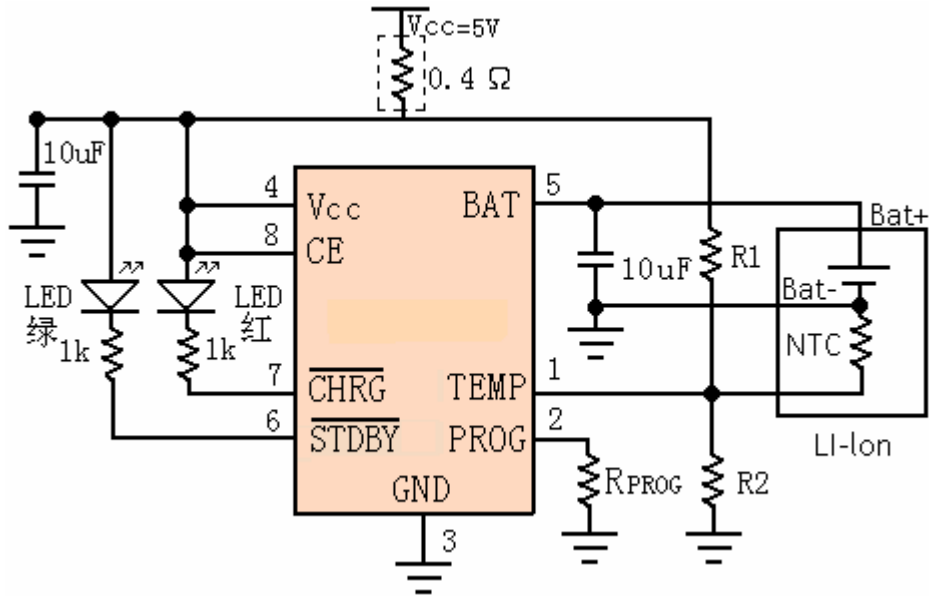 Vcc=5V
0.4 Ω
10uF
4
Vcc
BAT
5
Bat+
8
CE
10uF
R1
LED
绿
1k
LED
红
1k
Bat-
NTC
7
CHRG
TEMP
1
6
STDBY
PROG
2
LI-lon
GND
RPROG
R2
3